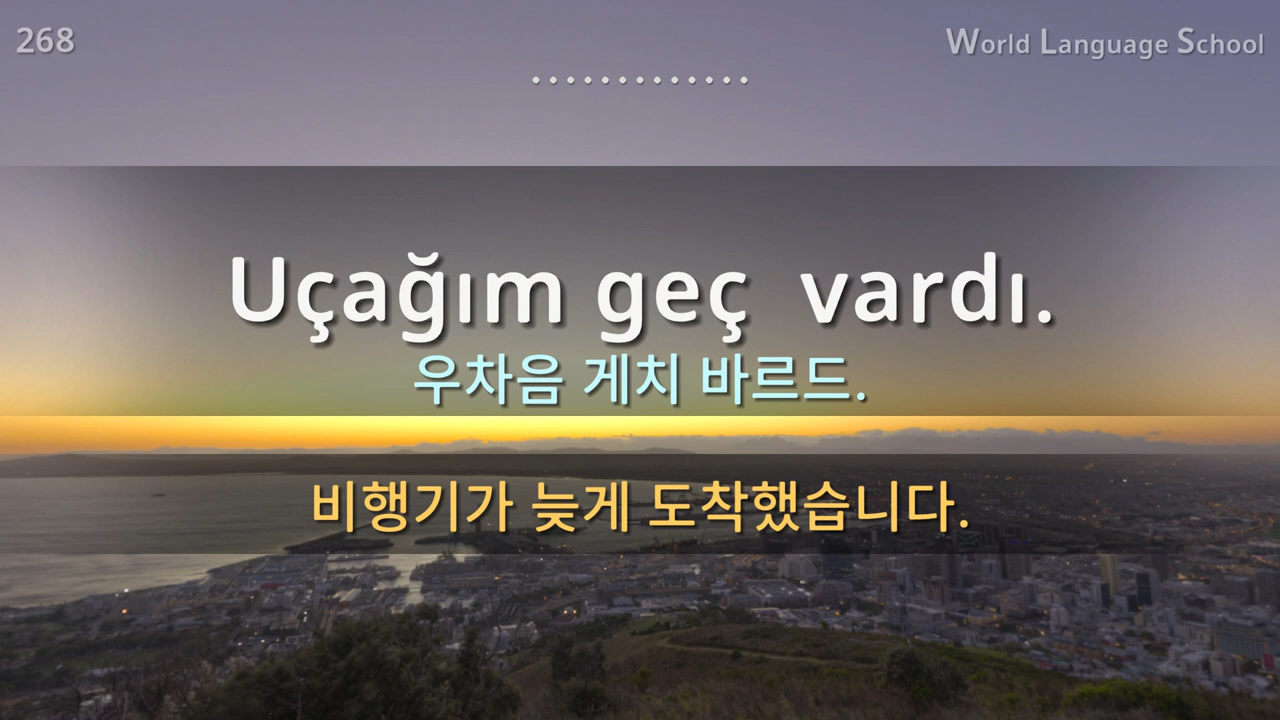 268
World Language School
Uçağım geç vardı.
우차음 게치 바르드.
비행기가 늦게 도착했습니다.